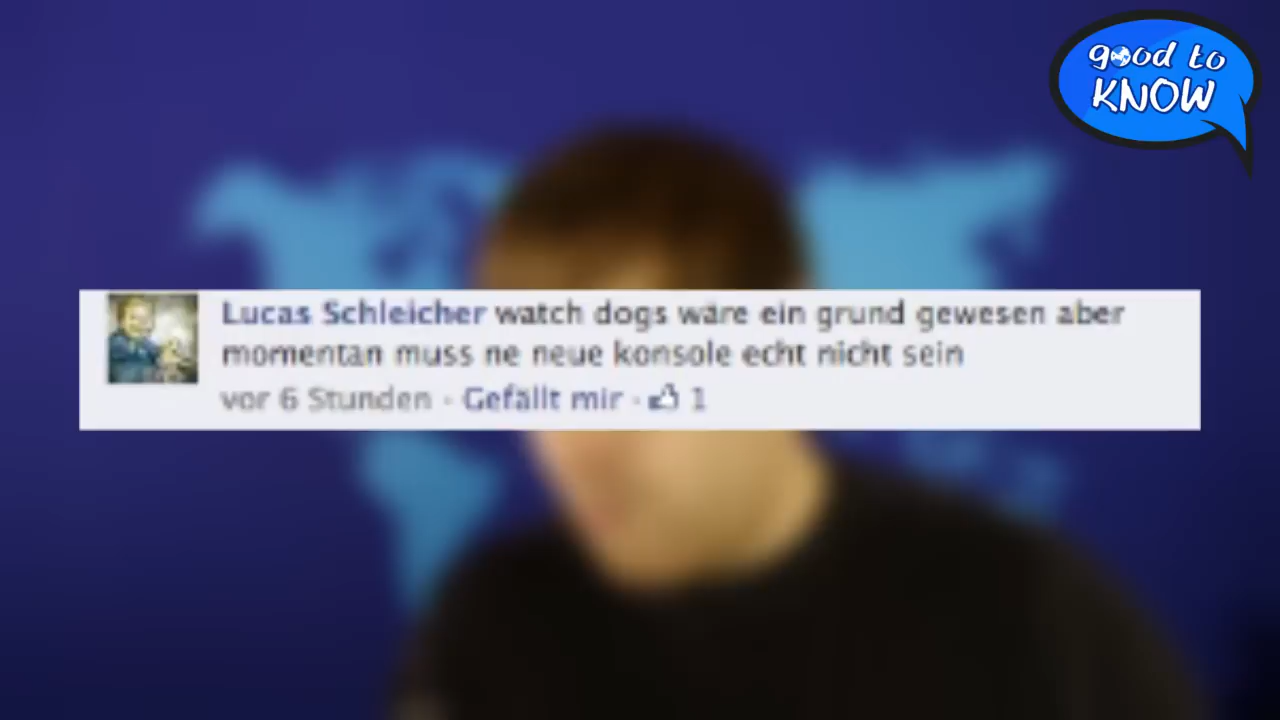 good to
KNOW
Lucas Schleicher watch dogs wäre ein grund gewesen aber
momentan muss ne neue konsole echt nicht sein
vor 6 Stunden · Gefällt mir · 1